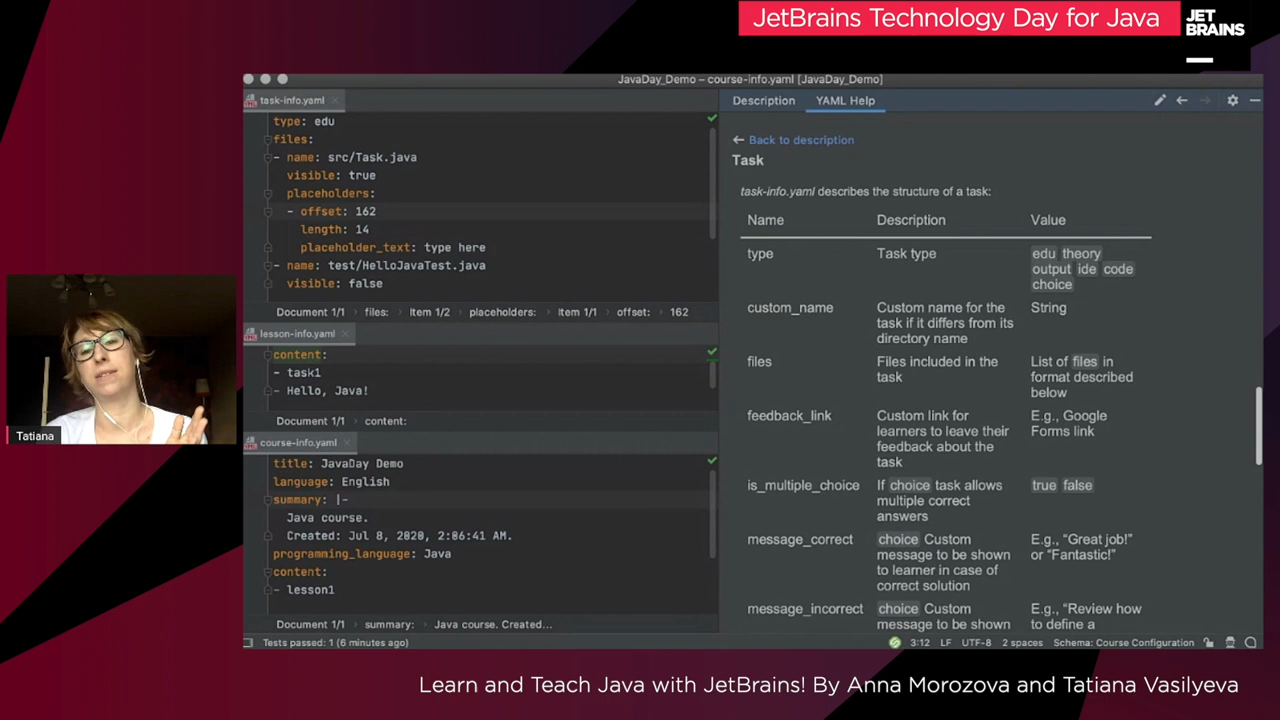 JetBrains Technology Day for Java
JET
BRAINS
JavaDay_Demo – course-info.yaml [JavaDay_Demo]
task-info.yaml
type: edu
files:
- name: src/Task.java
visible: true
placeholders:
- offset: 162
length: 14
placeholder_text: type here
- name: test/HelloJavaTest.java
visible: false
Document 1/1 › files: › Item 1/2 › placeholders: › Item 1/1 › offset: › 162
lesson-info.yaml
content:
- task1
- Hello, Java!
Document 1/1 › content:
course-info.yaml
title: JavaDay Demo
language: English
summary: |-
Java course.
Created: Jul 8, 2020, 2:06:41 AM.
programming_language: Java
content:
- lesson1
Document 1/1 › summary: › Java course. Created...
Description YAML Help
← Back to description
Task
task-info.yaml describes the structure of a task:
Name Description Value
type Task type edu theory
output ide code
choice
custom_name Custom name for the String
task if it differs from its
directory name
files Files included in the List of files in
task format described
below
feedback_link Custom link for E.g., Google
learners to leave their Forms link
feedback about the
task
is_multiple_choice If choice task allows true false
multiple correct
answers
message_correct choice Custom E.g., “Great job!”
message to be shown or “Fantastic!”
to learner in case of
correct solution
message_incorrect choice Custom E.g., “Review how
message to be shown to define a
Tests passed: 1 (6 minutes ago)
3:12 LF UTF-8 2 spaces Schema: Course Configuration
Tatiana
Learn and Teach Java with JetBrains! By Anna Morozova and Tatiana Vasilyeva